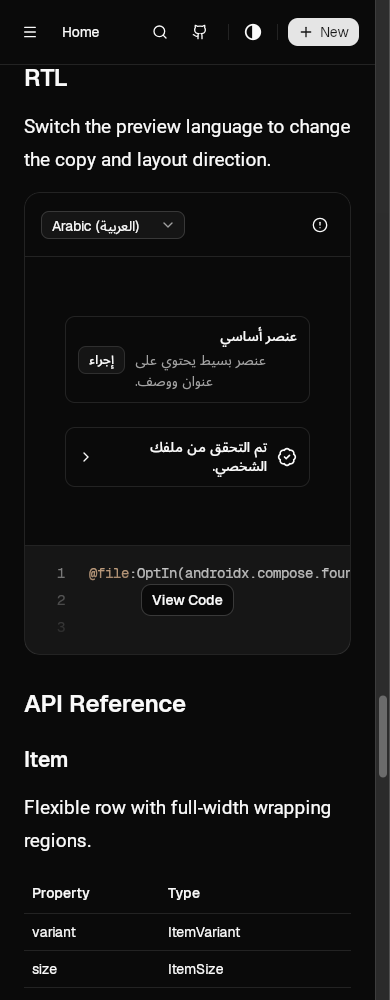 Home
New
RTL
Switch the preview language to change
the copy and layout direction.
Arabic (العربية)
عنصر أساسي
عنصر بسيط يحتوي على
عنوان ووصف.
إجراء
تم التحقق من ملفك
الشخصي.
1 @file:OptIn(androidx.compose.four
2
View Code
3
API Reference
Item
Flexible row with full-width wrapping
regions.
Property Type
variant ItemVariant
size ItemSize